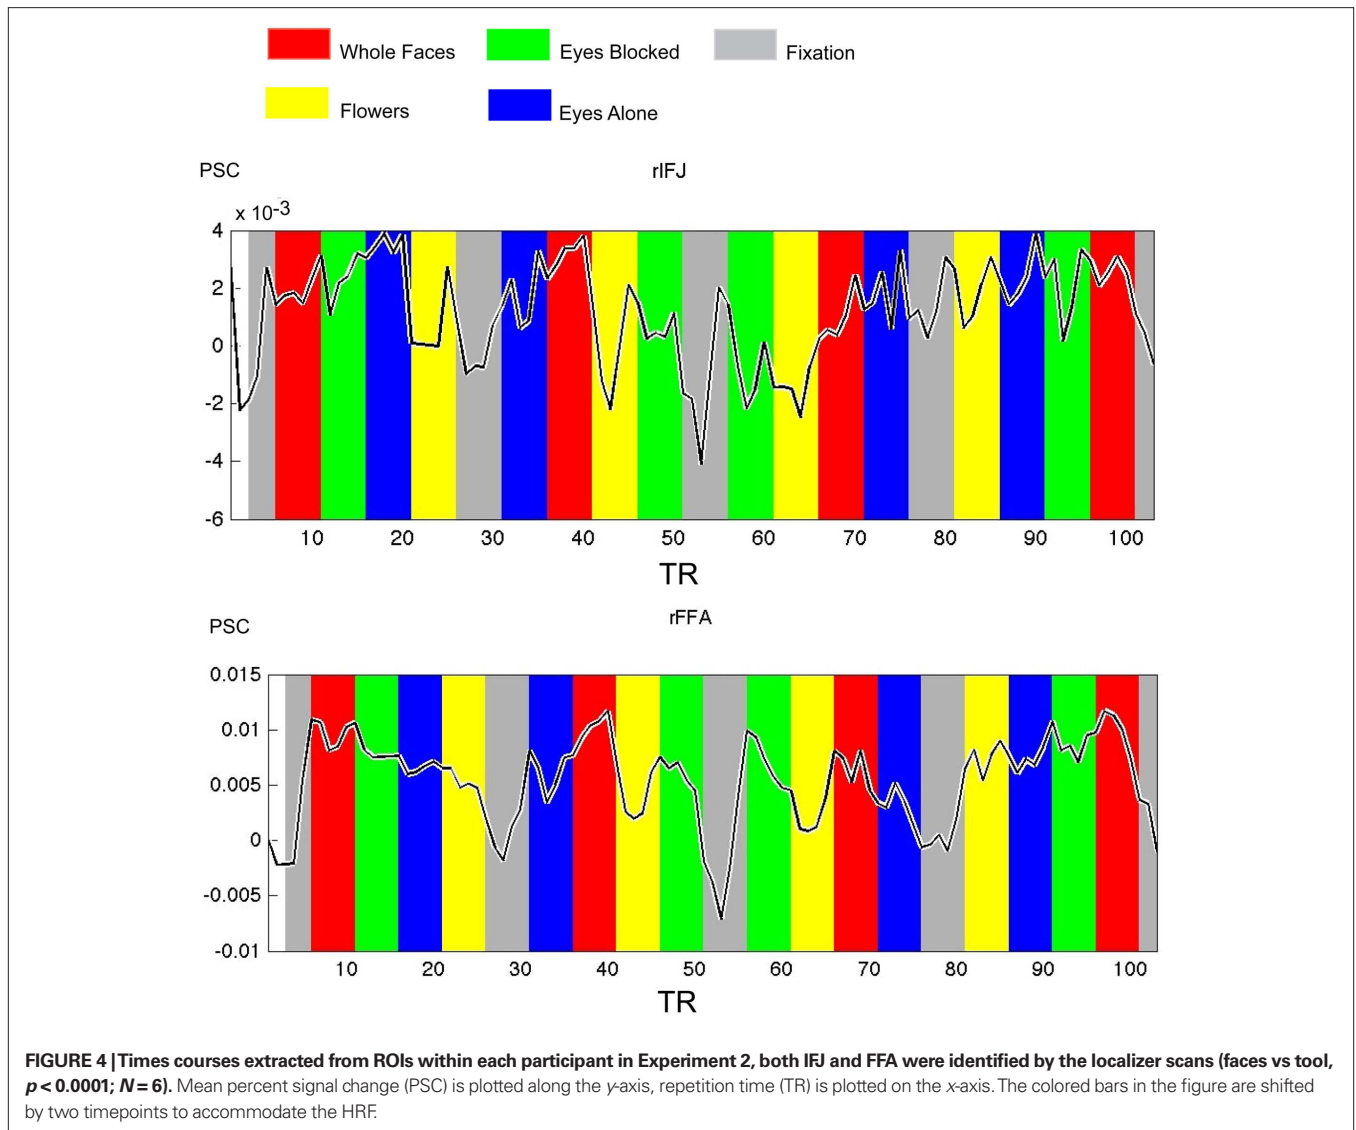 Whole Faces Eyes Blocked Fixation
Flowers Eyes Alone
PSC rIFJ
x 10-3
4
2
0
-2
-4
-6
10 20 30 40 50 60 70 80 90 100
TR
rFFA
PSC
0.015
0.01
0.005
0
-0.005
-0.01
10 20 30 40 50 60 70 80 90 100
TR
FIGURE 4 | Times courses extracted from ROIs within each participant in Experiment 2, both IFJ and FFA were identified by the localizer scans (faces vs tool,
p < 0.0001; N = 6). Mean percent signal change (PSC) is plotted along the y-axis, repetition time (TR) is plotted on the x-axis. The colored bars in the figure are shifted
by two timepoints to accommodate the HRF.